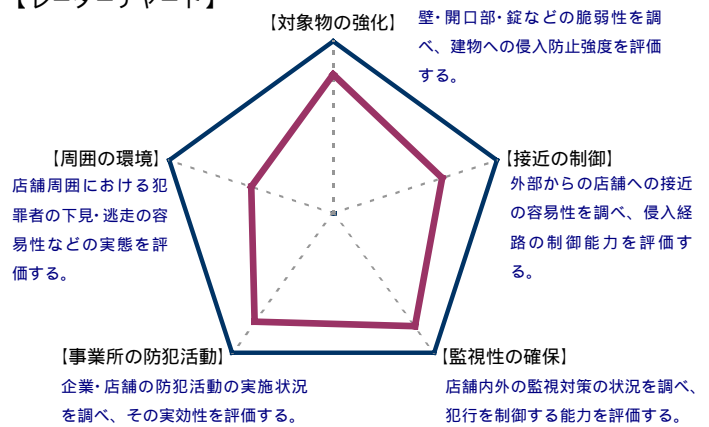 【レーダーチャート】
【対象物の強化】
壁・開口部・錠などの脆弱性を調
べ、建物への侵入防止強度を評価
する。
【接近の制御】
外部からの店舗への接近
の容易性を調べ、侵入経
路の制御能力を評価す
る。
【監視性の確保】
店舗内外の監視対策の状況を調べ、
犯行を制御する能力を評価する。
【事業所の防犯活動】
企業・店舗の防犯活動の実施状況
を調べ、その実効性を評価する。
【周囲の環境】
店舗周囲における犯
罪者の下見・逃走の容
易性などの実態を評
価する。